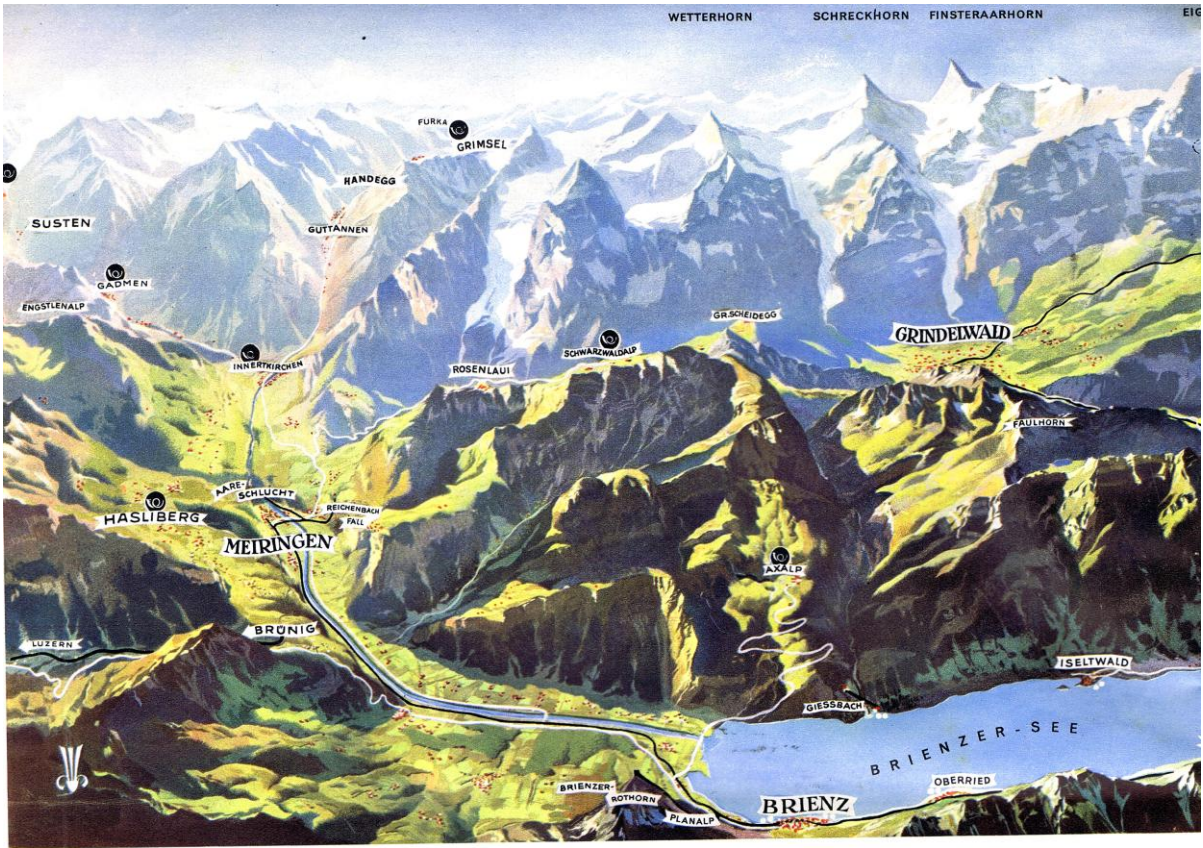 WETTERHORN
SCHRECKHORN
FINSTERAARHORN
EIG
FURKA
GRIMSEL
HANDEGG
SUSTEN
GUTTANNEN
GADMEN
ENGSTLENALP
GR.SCHEIDEGG
GRINDELWALD
INNERTKIRCHEN
SCHWARZWALDALP
ROSENLAUI
FAULHORN
AARE-
SCHLUCHT
HASLIBERG
REICHENBACH
FALL
MEIRINGEN
AXALP
BRÜNIG
LUZERN
ISELTWALD
GIESSBACH
BRIENZER-SEE
BRIENZER-
ROTHORN
PLANALP
BRIENZ
OBERRIED